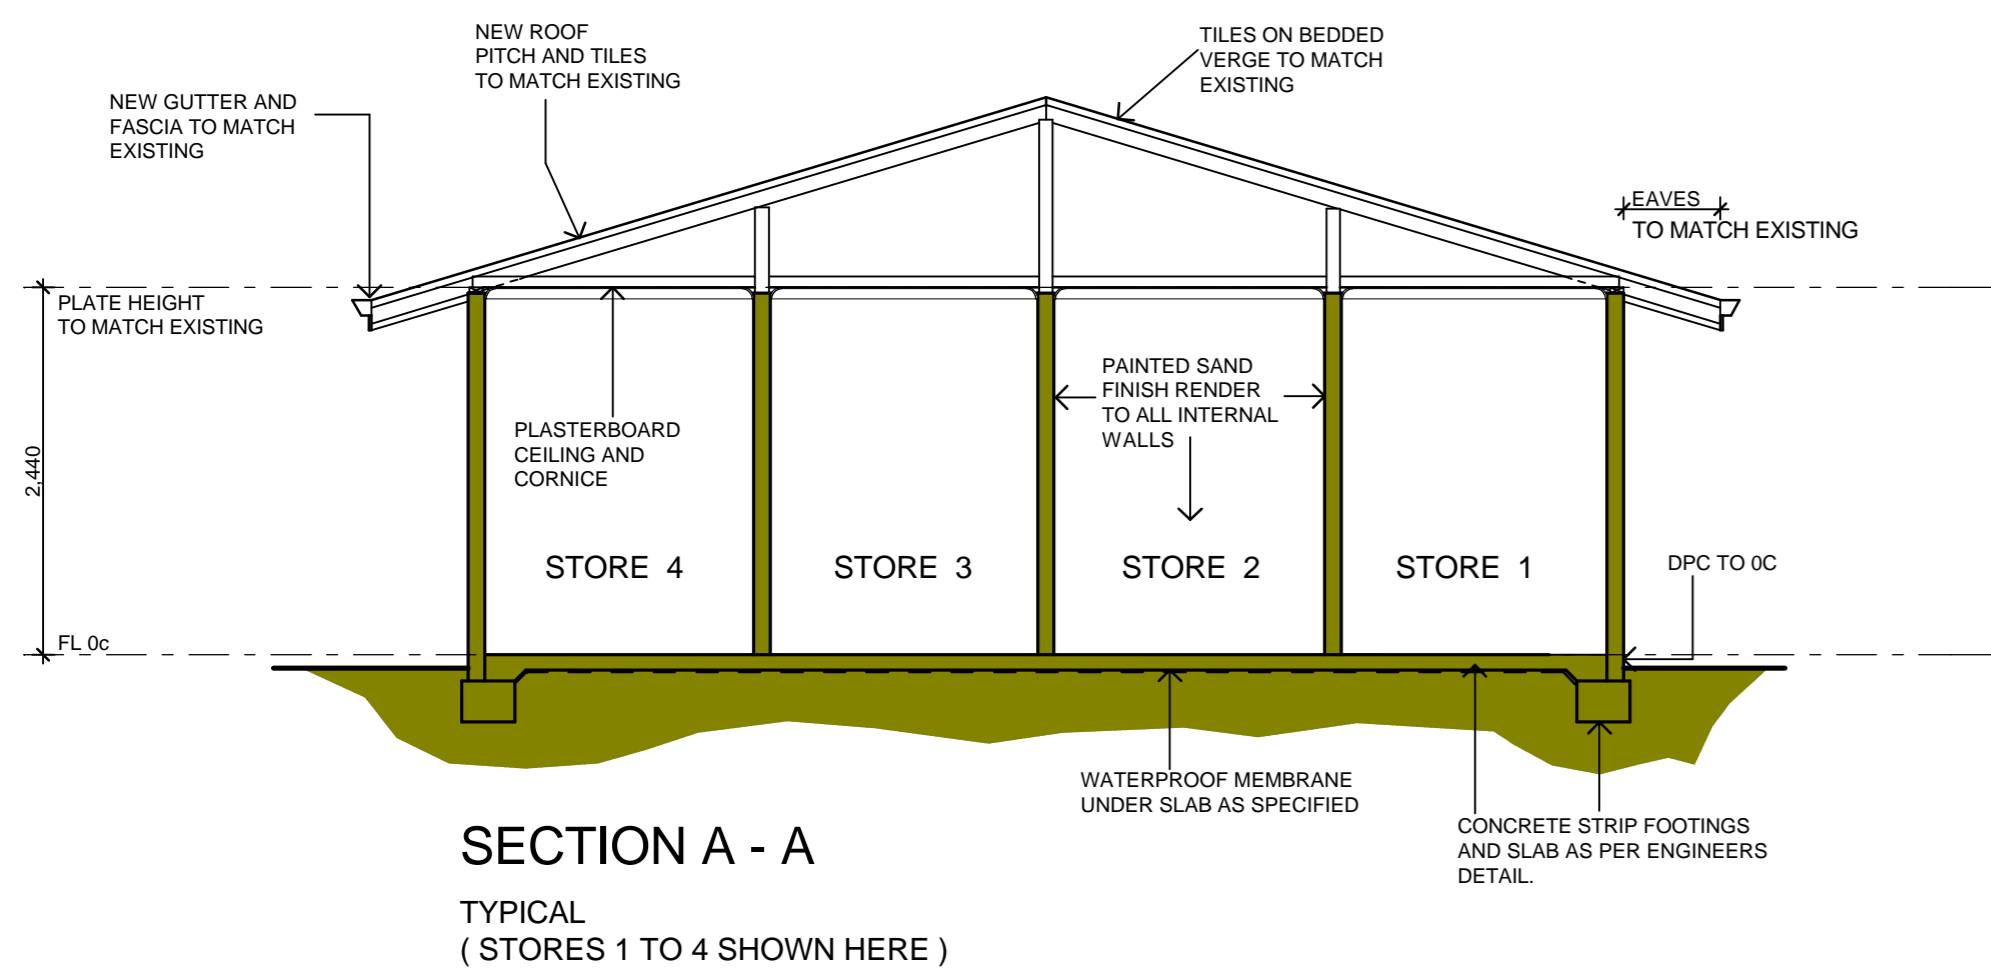 NEW ROOF
PITCH AND TILES
TO MATCH EXISTING
TILES ON BEDDED
VERGE TO MATCH
EXISTING
NEW GUTTER AND
FASCIA TO MATCH
EXISTING
EAVES
TO MATCH EXISTING
PLATE HEIGHT
TO MATCH EXISTING
2,440
PAINTED SAND
FINISH RENDER
TO ALL INTERNAL
WALLS
PLASTERBOARD
CEILING AND
CORNICE
STORE 4
STORE 3
STORE 2
STORE 1
DPC TO 0C
FL 0c
WATERPROOF MEMBRANE
UNDER SLAB AS SPECIFIED
CONCRETE STRIP FOOTINGS
AND SLAB AS PER ENGINEERS
DETAIL.
SECTION A - A
TYPICAL
( STORES 1 TO 4 SHOWN HERE )